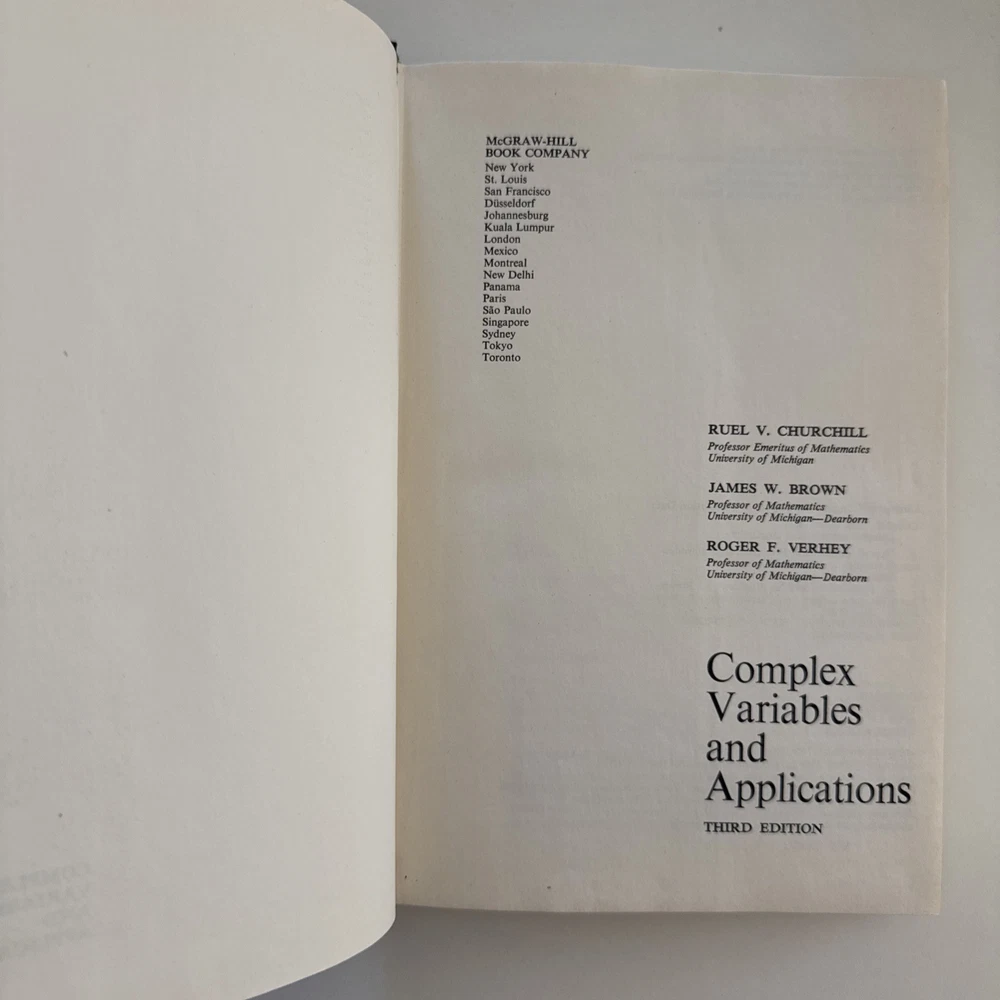 McGRAW-HILL
BOOK COMPANY
New York
St. Louis
San Francisco
Düsseldorf
Johannesburg
Kuala Lumpur
London
Mexico
Montreal
New Delhi
Panama
Paris
São Paulo
Singapore
Sydney
Tokyo
Toronto
RUEL V. CHURCHILL
Professor Emeritus of Mathematics
University of Michigan
JAMES W. BROWN
Professor of Mathematics
University of Michigan—Dearborn
ROGER F. VERHEY
Professor of Mathematics
University of Michigan—Dearborn
Complex
Variables
and
Applications
THIRD EDITION